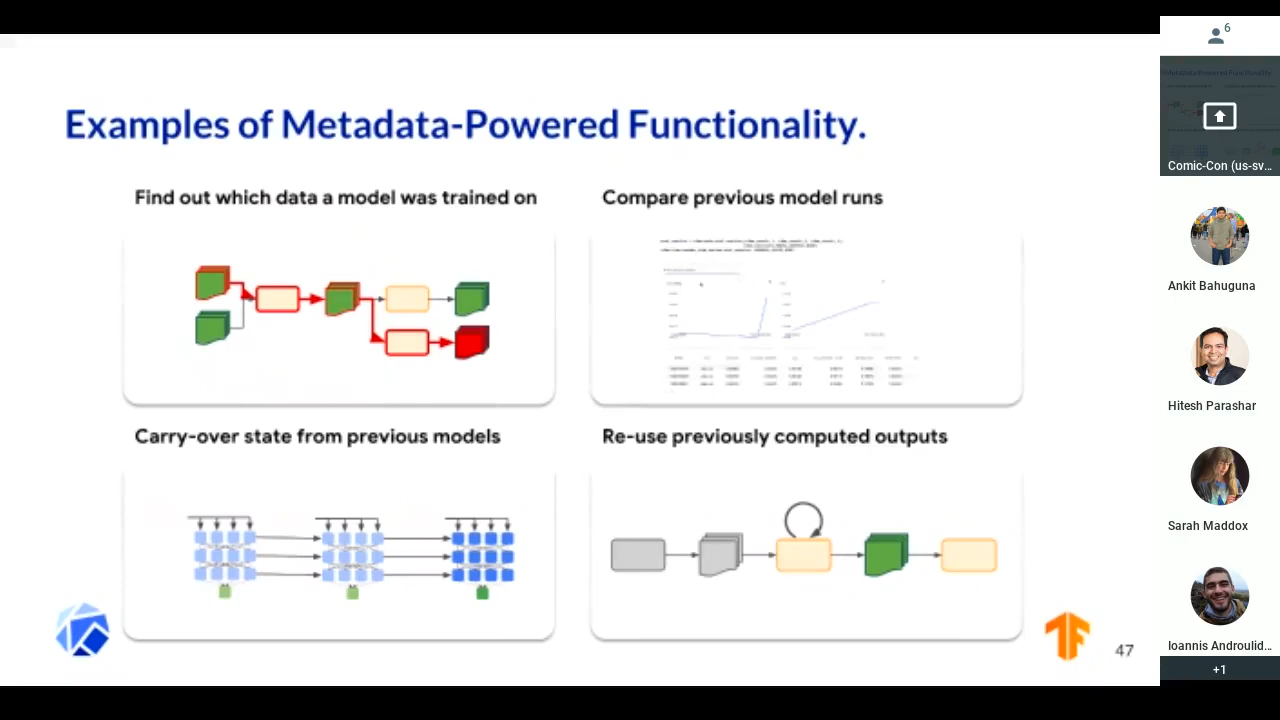 Examples of Metadata-Powered Functionality.
Find out which data a model was trained on
Compare previous model runs
Carry-over state from previous models
Re-use previously computed outputs
47
6
Comic-Con (us-sv...
Ankit Bahuguna
Hitesh Parashar
Sarah Maddox
Ioannis Androulid...
+1